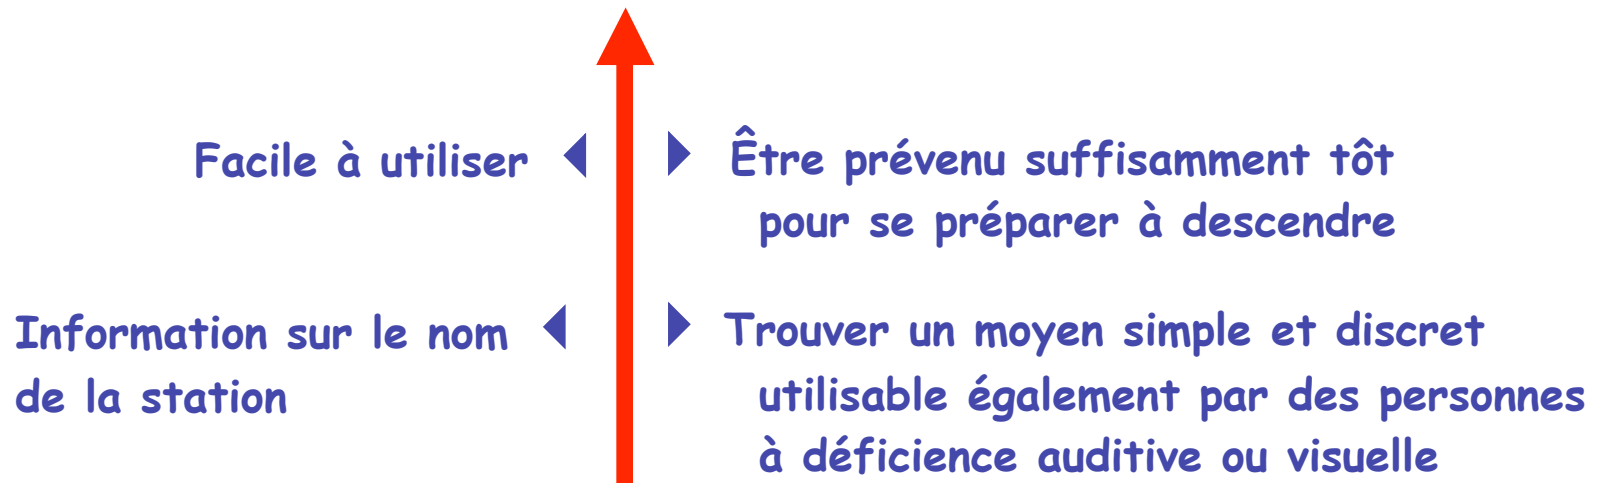 Facile à utiliser
Être prévenu suffisamment tôt
pour se préparer à descendre
Information sur le nom
de la station
Trouver un moyen simple et discret
utilisable également par des personnes
à déficience auditive ou visuelle